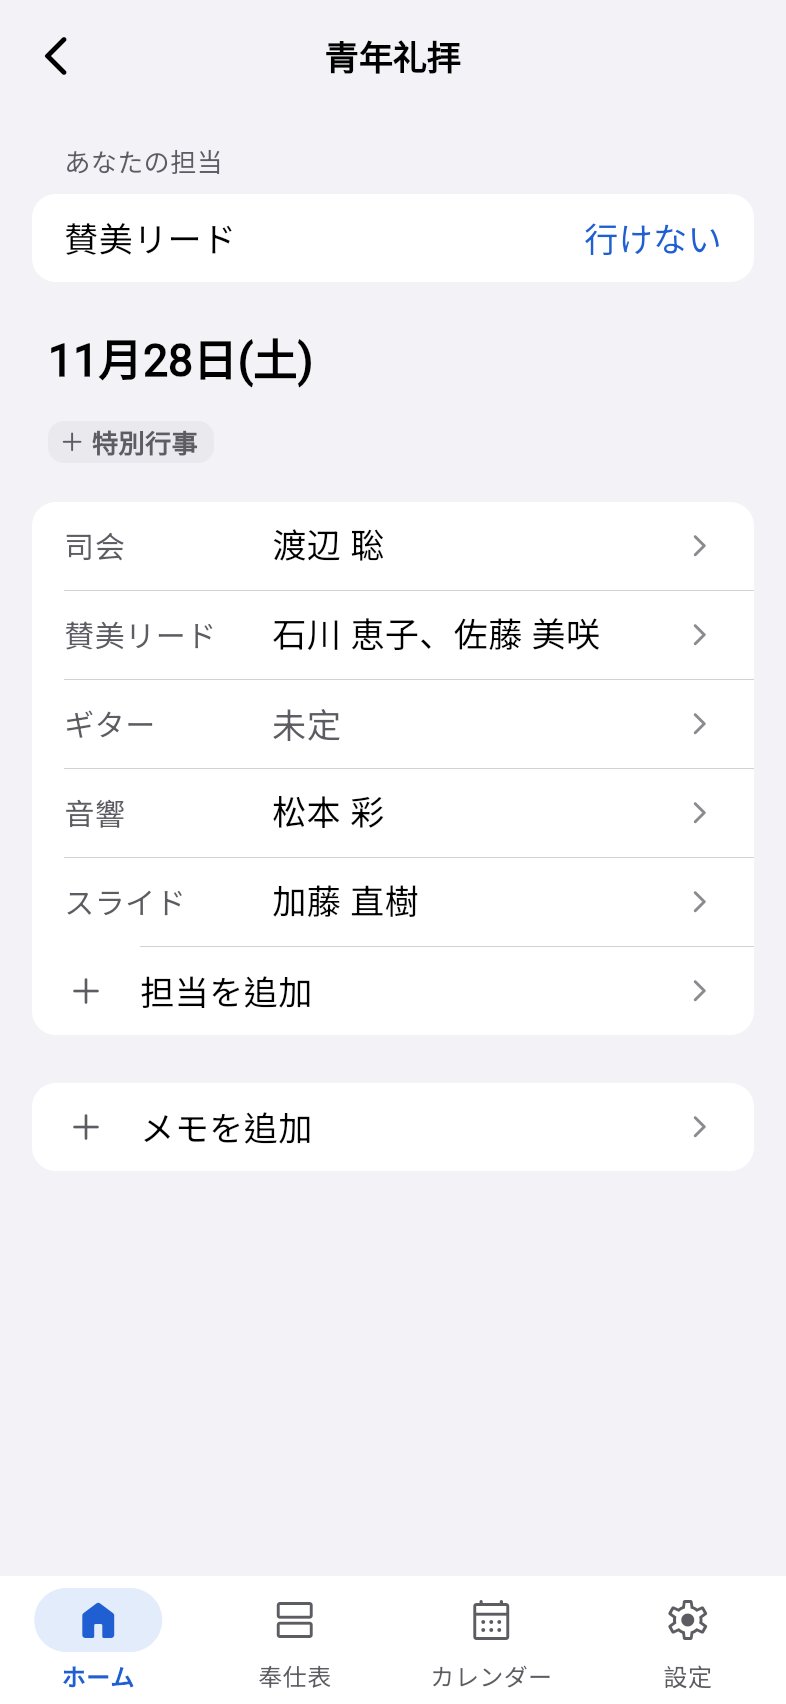 青年礼拝
あなたの担当
賛美リード 行けない
11月28日(土)
+ 特別行事
司会 渡辺 聡
賛美リード 石川 恵子、佐藤 美咲
ギター 未定
音響 松本 彩
スライド 加藤 直樹
+ 担当を追加
+ メモを追加
ホーム 奉仕表 カレンダー 設定